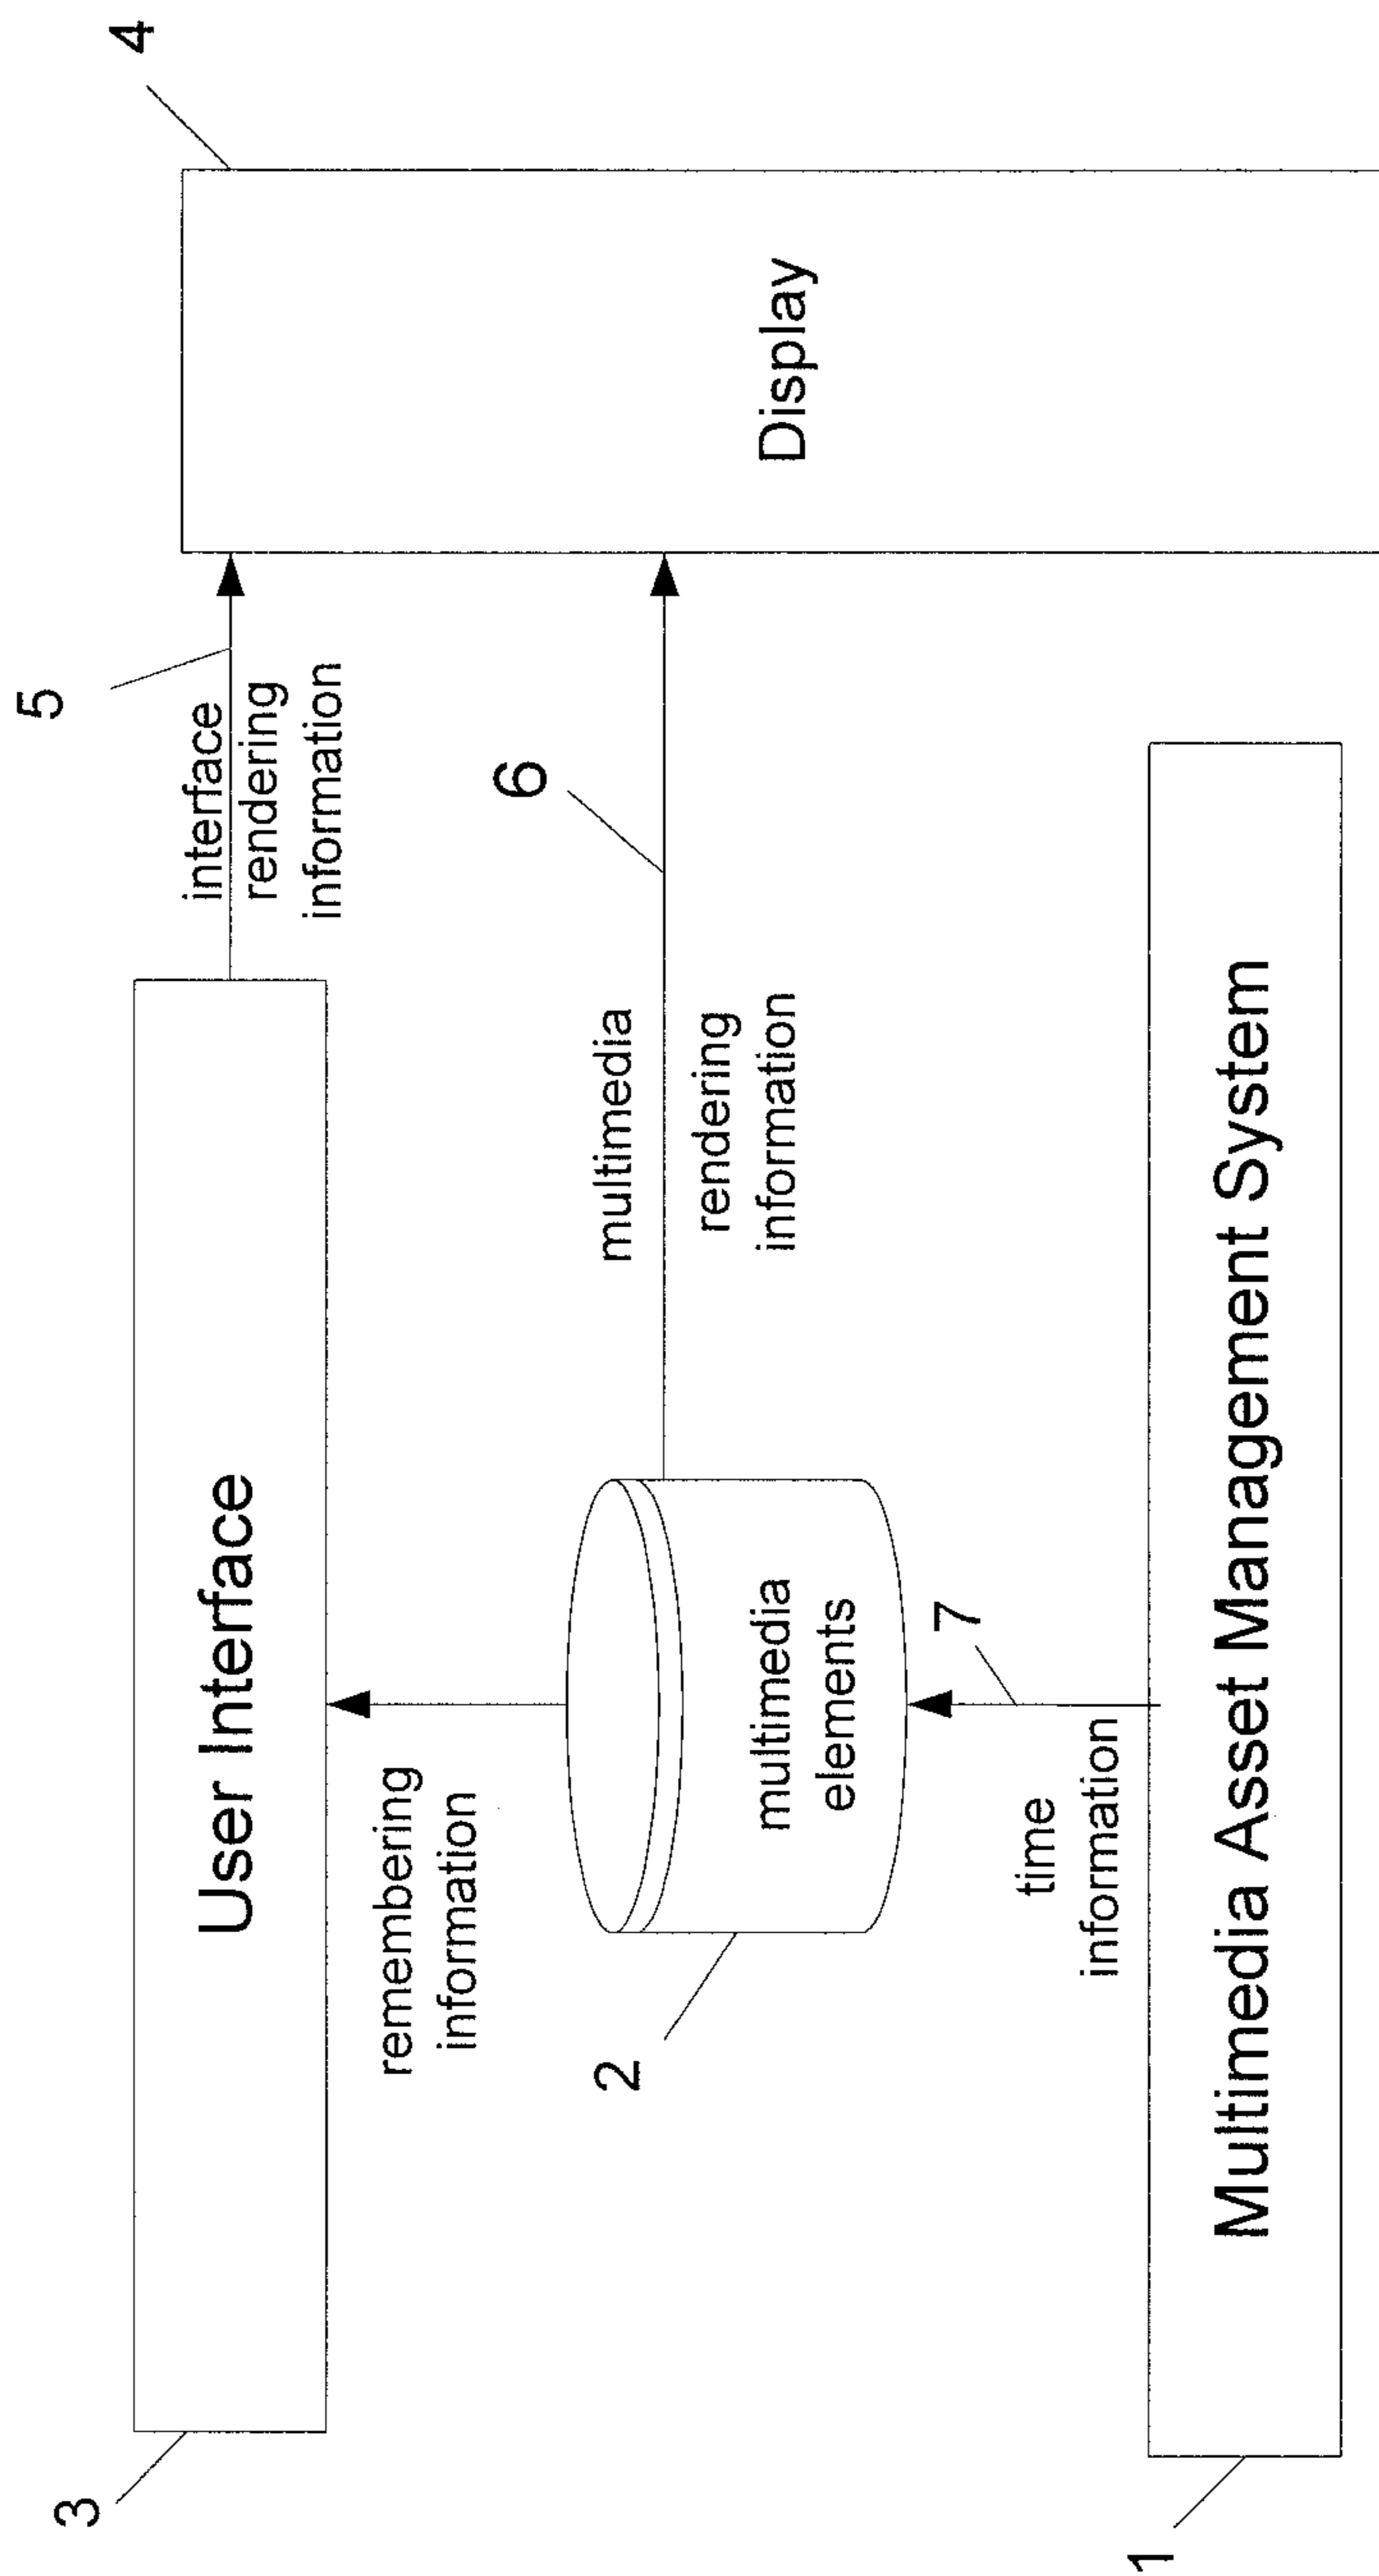 3
5
4
User Interface
interface
rendering
information
remembering
information
6
2
multimedia
rendering
information
multimedia
elements
Display
7
time
information
1
Multimedia Asset Management System